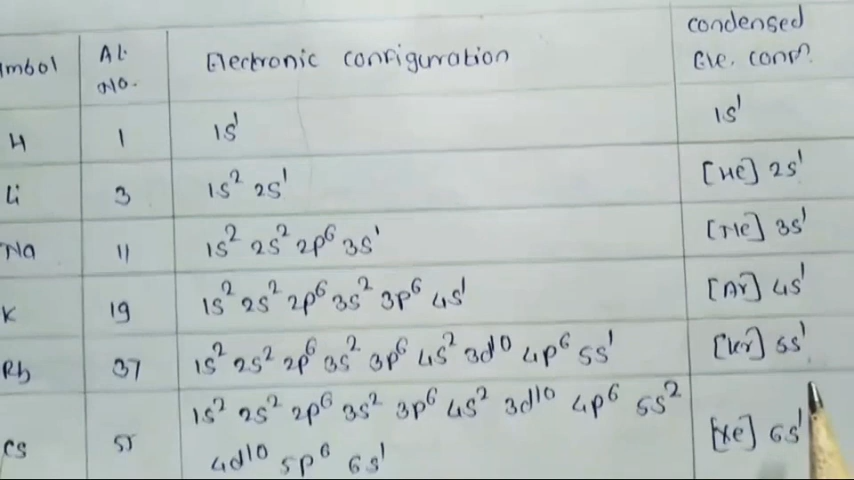 condensed
mbol At. Electronic configuration Ele. Conf?.
No.
H 1 1s¹ 1s¹
Li 3 1s² 2s¹ [He] 2s¹
Na 11 1s² 2s² 2p⁶ 3s¹ [Ne] 3s¹
K 19 1s² 2s² 2p⁶ 3s² 3p⁶ 4s¹ [Ar] 4s¹
Rb 37 1s² 2s² 2p⁶ 3s² 3p⁶ 4s² 3d¹⁰ 4p⁶ 5s¹ [Kr] 5s¹
Cs 55 1s² 2s² 2p⁶ 3s² 3p⁶ 4s² 3d¹⁰ 4p⁶ 5s² [Xe] 6s¹
4d¹⁰ 5p⁶ 6s¹